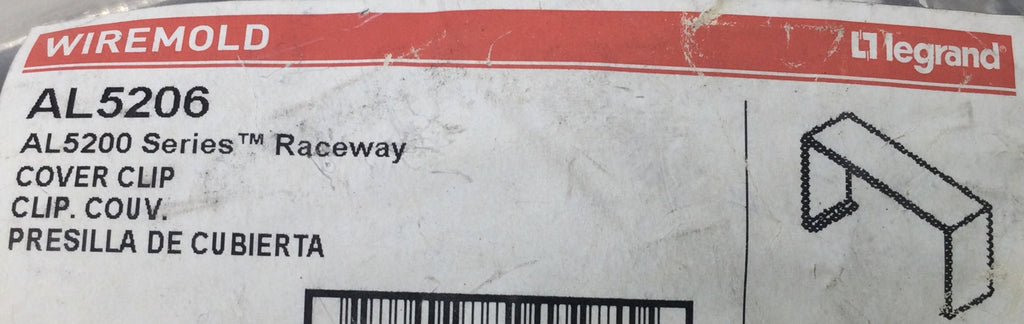 WIREMOLD
legrand
AL5206
AL5200 Series™ Raceway
COVER CLIP
CLIP. COUV.
PRESILLA DE CUBIERTA